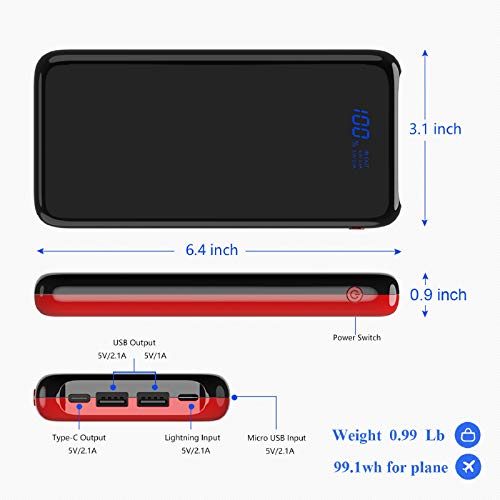 100
%
3.1 inch
6.4 inch
0.9 inch
Power Switch
USB Output
5V/2.1A 5V/1A
Type-C Output
5V/2.1A
Lightning Input
5V/2.1A
Micro USB Input
5V/2.1A
Weight 0.99 Lb
99.1wh for plane